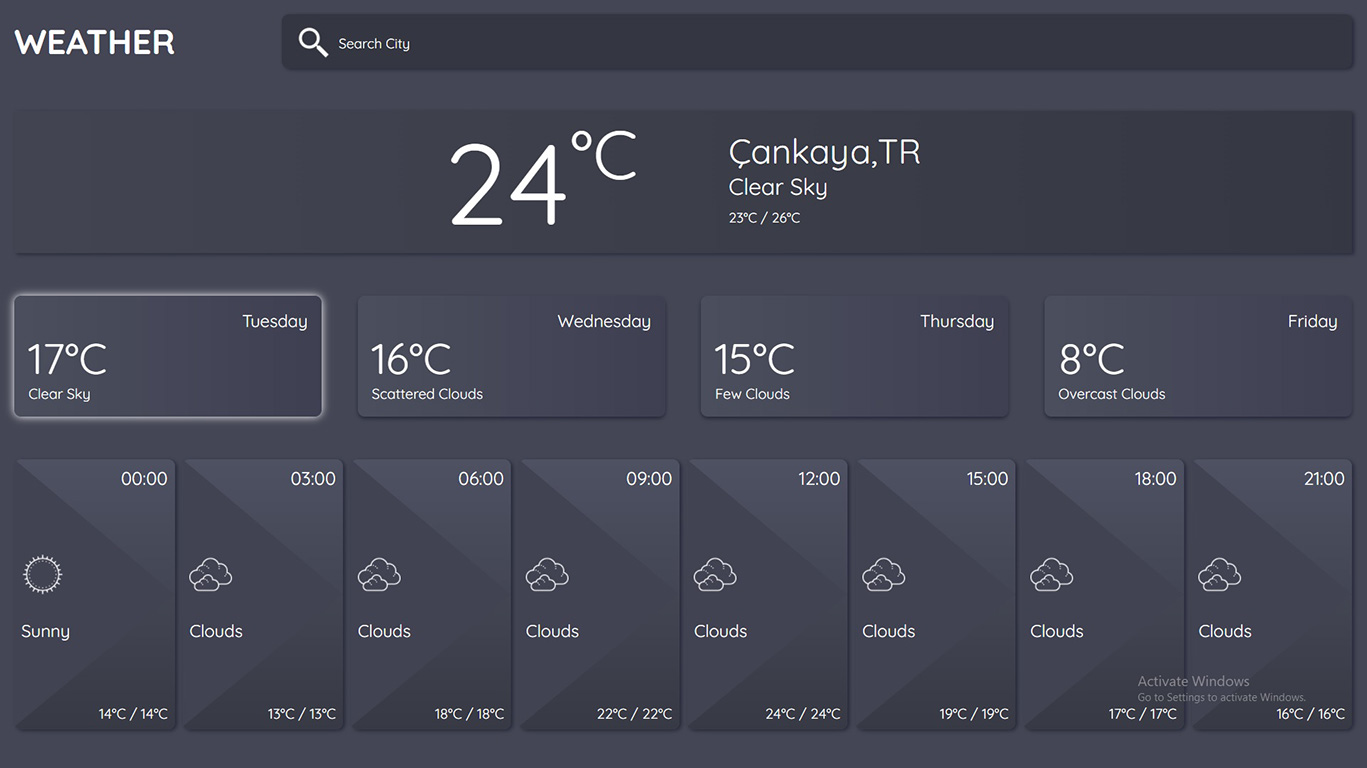 WEATHER
Search City
24°C
Çankaya,TR
Clear Sky
23°C / 26°C
Tuesday
17°C
Clear Sky
Wednesday
16°C
Scattered Clouds
Thursday
15°C
Few Clouds
Friday
8°C
Overcast Clouds
00:00
Sunny
14°C / 14°C
03:00
Clouds
13°C / 13°C
06:00
Clouds
18°C / 18°C
09:00
Clouds
22°C / 22°C
12:00
Clouds
24°C / 24°C
15:00
Clouds
19°C / 19°C
18:00
Clouds
17°C / 17°C
21:00
Clouds
16°C / 16°C
Activate Windows
Go to Settings to activate Windows.